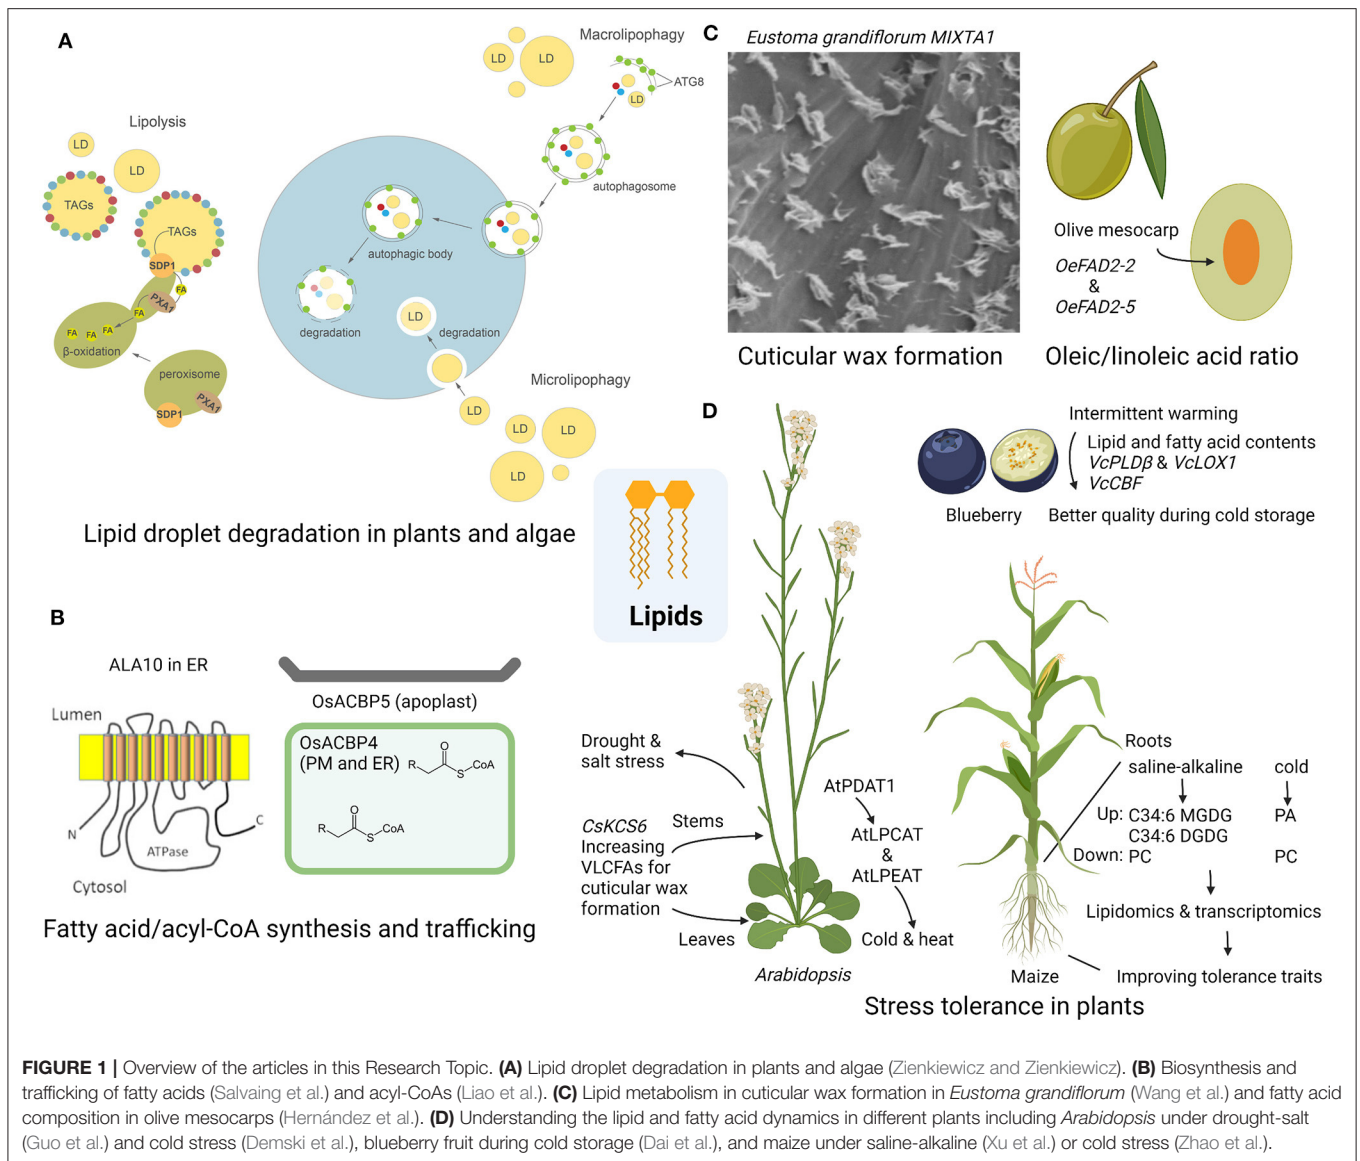 A
Lipolysis
LD
LD
TAGs
TAGs
SDP1
FA
PXA1
FA
FA FA FA
β-oxidation
peroxisome
PXA1
SDP1
Macrolipophagy
LD
LD
ATG8
LD
autophagosome
autophagic body
degradation
LD
degradation
Microlipophagy
LD
LD
LD
LD
Lipid droplet degradation in plants and algae
B
ALA10 in ER
Lumen
N
C
ATPase
Cytosol
OsACBP5 (apoplast)
OsACBP4
(PM and ER)
R
O
S
CoA
R
O
S
CoA
Fatty acid/acyl-CoA synthesis and trafficking
Lipids
C
Eustoma grandiflorum MIXTA1
Cuticular wax formation
Olive mesocarp
OeFAD2-2
&
OeFAD2-5
Oleic/linoleic acid ratio
D
Intermittent warming
Lipid and fatty acid contents
VcPLDβ & VcLOX1
VcCBF
Blueberry
Better quality during cold storage
Drought &
salt stress
CsKCS6
Increasing
VLCFAs for
cuticular wax
formation
Stems
Leaves
AtPDAT1
AtLPCAT
&
AtLPEAT
Cold & heat
Arabidopsis
Roots
saline-alkaline cold
Up: C34:6 MGDG PA
C34:6 DGDG
Down: PC PC
Lipidomics & transcriptomics
Maize
Improving tolerance traits
Stress tolerance in plants
FIGURE 1 | Overview of the articles in this Research Topic. (A) Lipid droplet degradation in plants and algae (Zienkiewicz and Zienkiewicz). (B) Biosynthesis and
trafficking of fatty acids (Salvaing et al.) and acyl-CoAs (Liao et al.). (C) Lipid metabolism in cuticular wax formation in Eustoma grandiflorum (Wang et al.) and fatty acid
composition in olive mesocarps (Hernández et al.). (D) Understanding the lipid and fatty acid dynamics in different plants including Arabidopsis under drought-salt
(Guo et al.) and cold stress (Demski et al.), blueberry fruit during cold storage (Dai et al.), and maize under saline-alkaline (Xu et al.) or cold stress (Zhao et al.).